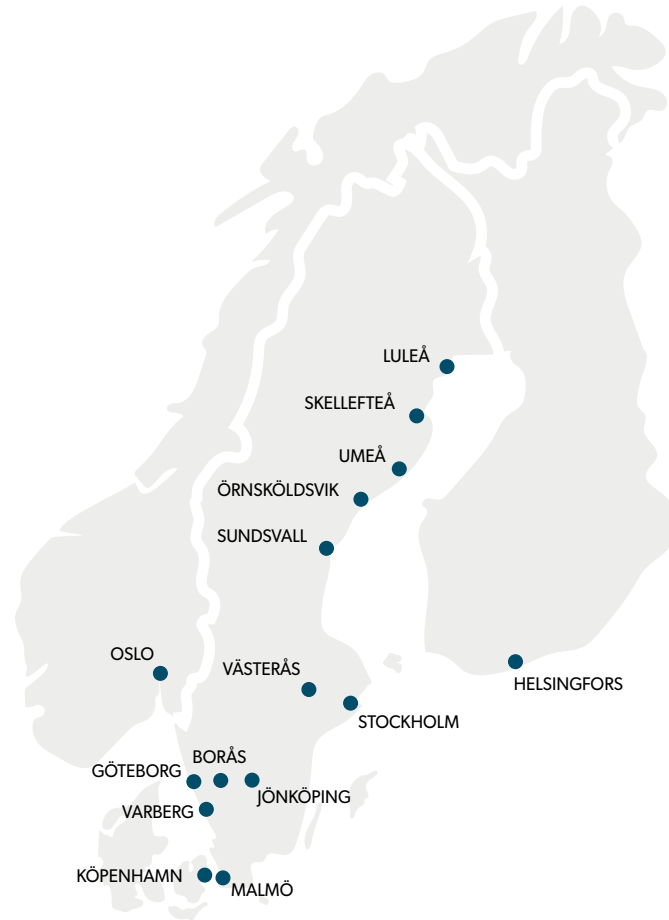 LULEÅ
SKELLEFTEÅ
UMEÅ
ÖRNSKÖLDSVIK
SUNDSVALL
OSLO
VÄSTERÅS
HELSINGFORS
STOCKHOLM
BORÅS
GÖTEBORG
JÖNKÖPING
VARBERG
KÖPENHAMN
MALMÖ